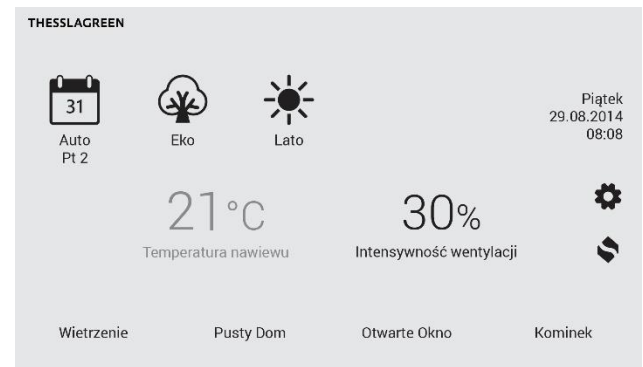 THESSLAGREEN
31
Auto
Pt 2
Eko
Lato
Piątek
29.08.2014
08:08
21°C
Temperatura nawiewu
30%
Intensywność wentylacji
Wietrzenie
Pusty Dom
Otwarte Okno
Kominek